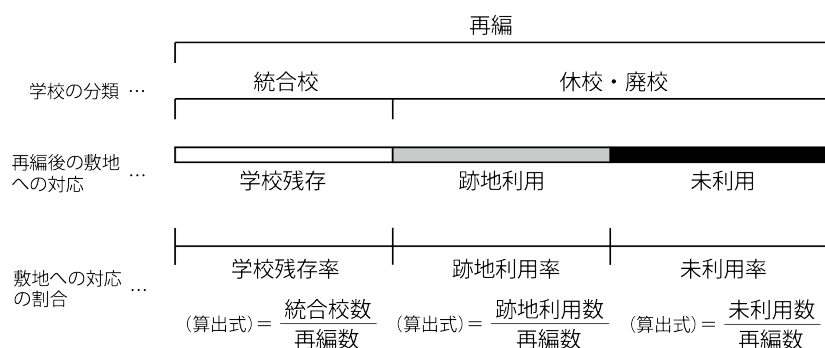 再編
学校の分類 …
統合校
休校・廃校
再編後の敷地
への対応 …
学校残存
跡地利用
未利用
敷地への対応
の割合 …
学校残存率
跡地利用率
未利用率
(算出式)= 統合校数
再編数
(算出式)= 跡地利用数
再編数
(算出式)= 未利用数
再編数